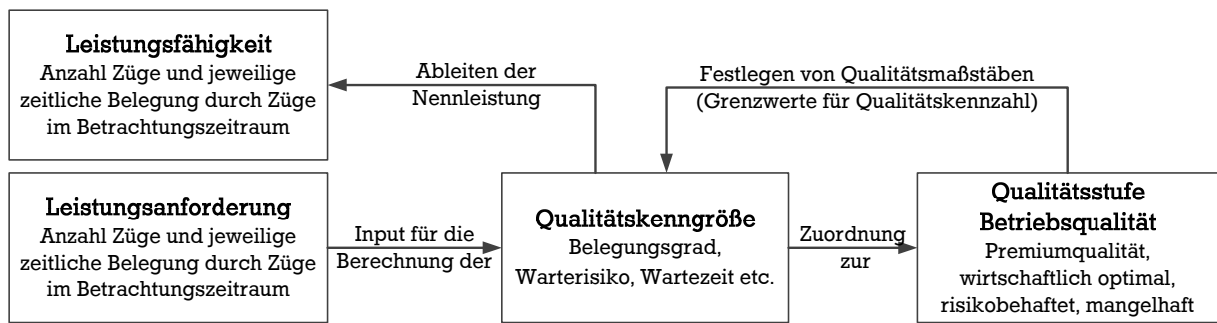 Leistungsfähigkeit
Anzahl Züge und jeweilige
zeitliche Belegung durch Züge
im Betrachtungszeitraum
Ableiten der
Nennleistung
Festlegen von Qualitätsmaßstäben
(Grenzwerte für Qualitätskennzahl)
Leistungsanforderung
Anzahl Züge und jeweilige
zeitliche Belegung durch Züge
im Betrachtungszeitraum
Input für die
Berechnung der
Qualitätskenngröße
Belegungsgrad,
Warterisiko, Wartezeit etc.
Zuordnung
zur
Qualitätsstufe
Betriebsqualität
Premiumqualität,
wirtschaftlich optimal,
risikobehaftet, mangelhaft